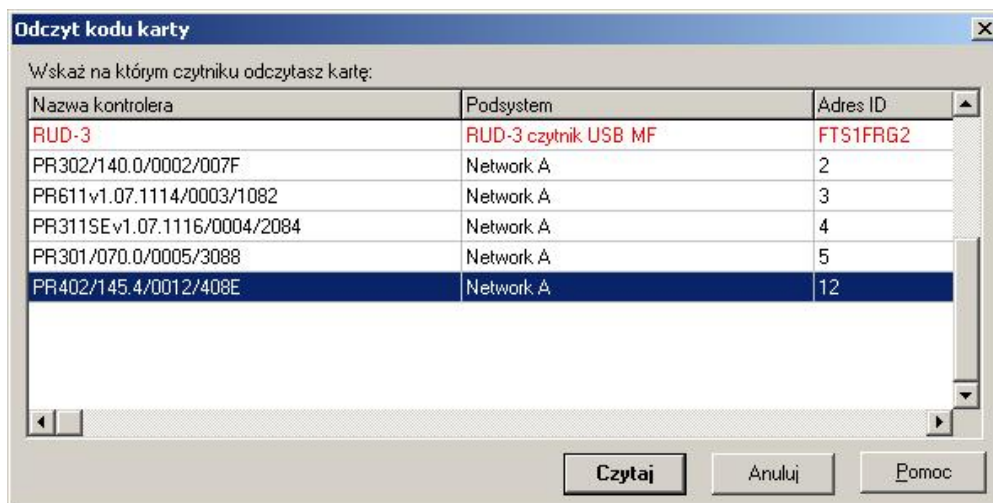 Odczyt kodu karty
Wskaż na którym czytniku odczytasz kartę:
Nazwa kontrolera Podsystem Adres ID
RUD-3 RUD-3 czytnik USB MF FTS1FRG2
PR302/140.0/0002/007F Network A 2
PR611v1.07.1114/0003/1082 Network A 3
PR311SEv1.07.1116/0004/2084 Network A 4
PR301/070.0/0005/3088 Network A 5
PR402/145.4/0012/408E Network A 12
Czytaj Anuluj Pomoc